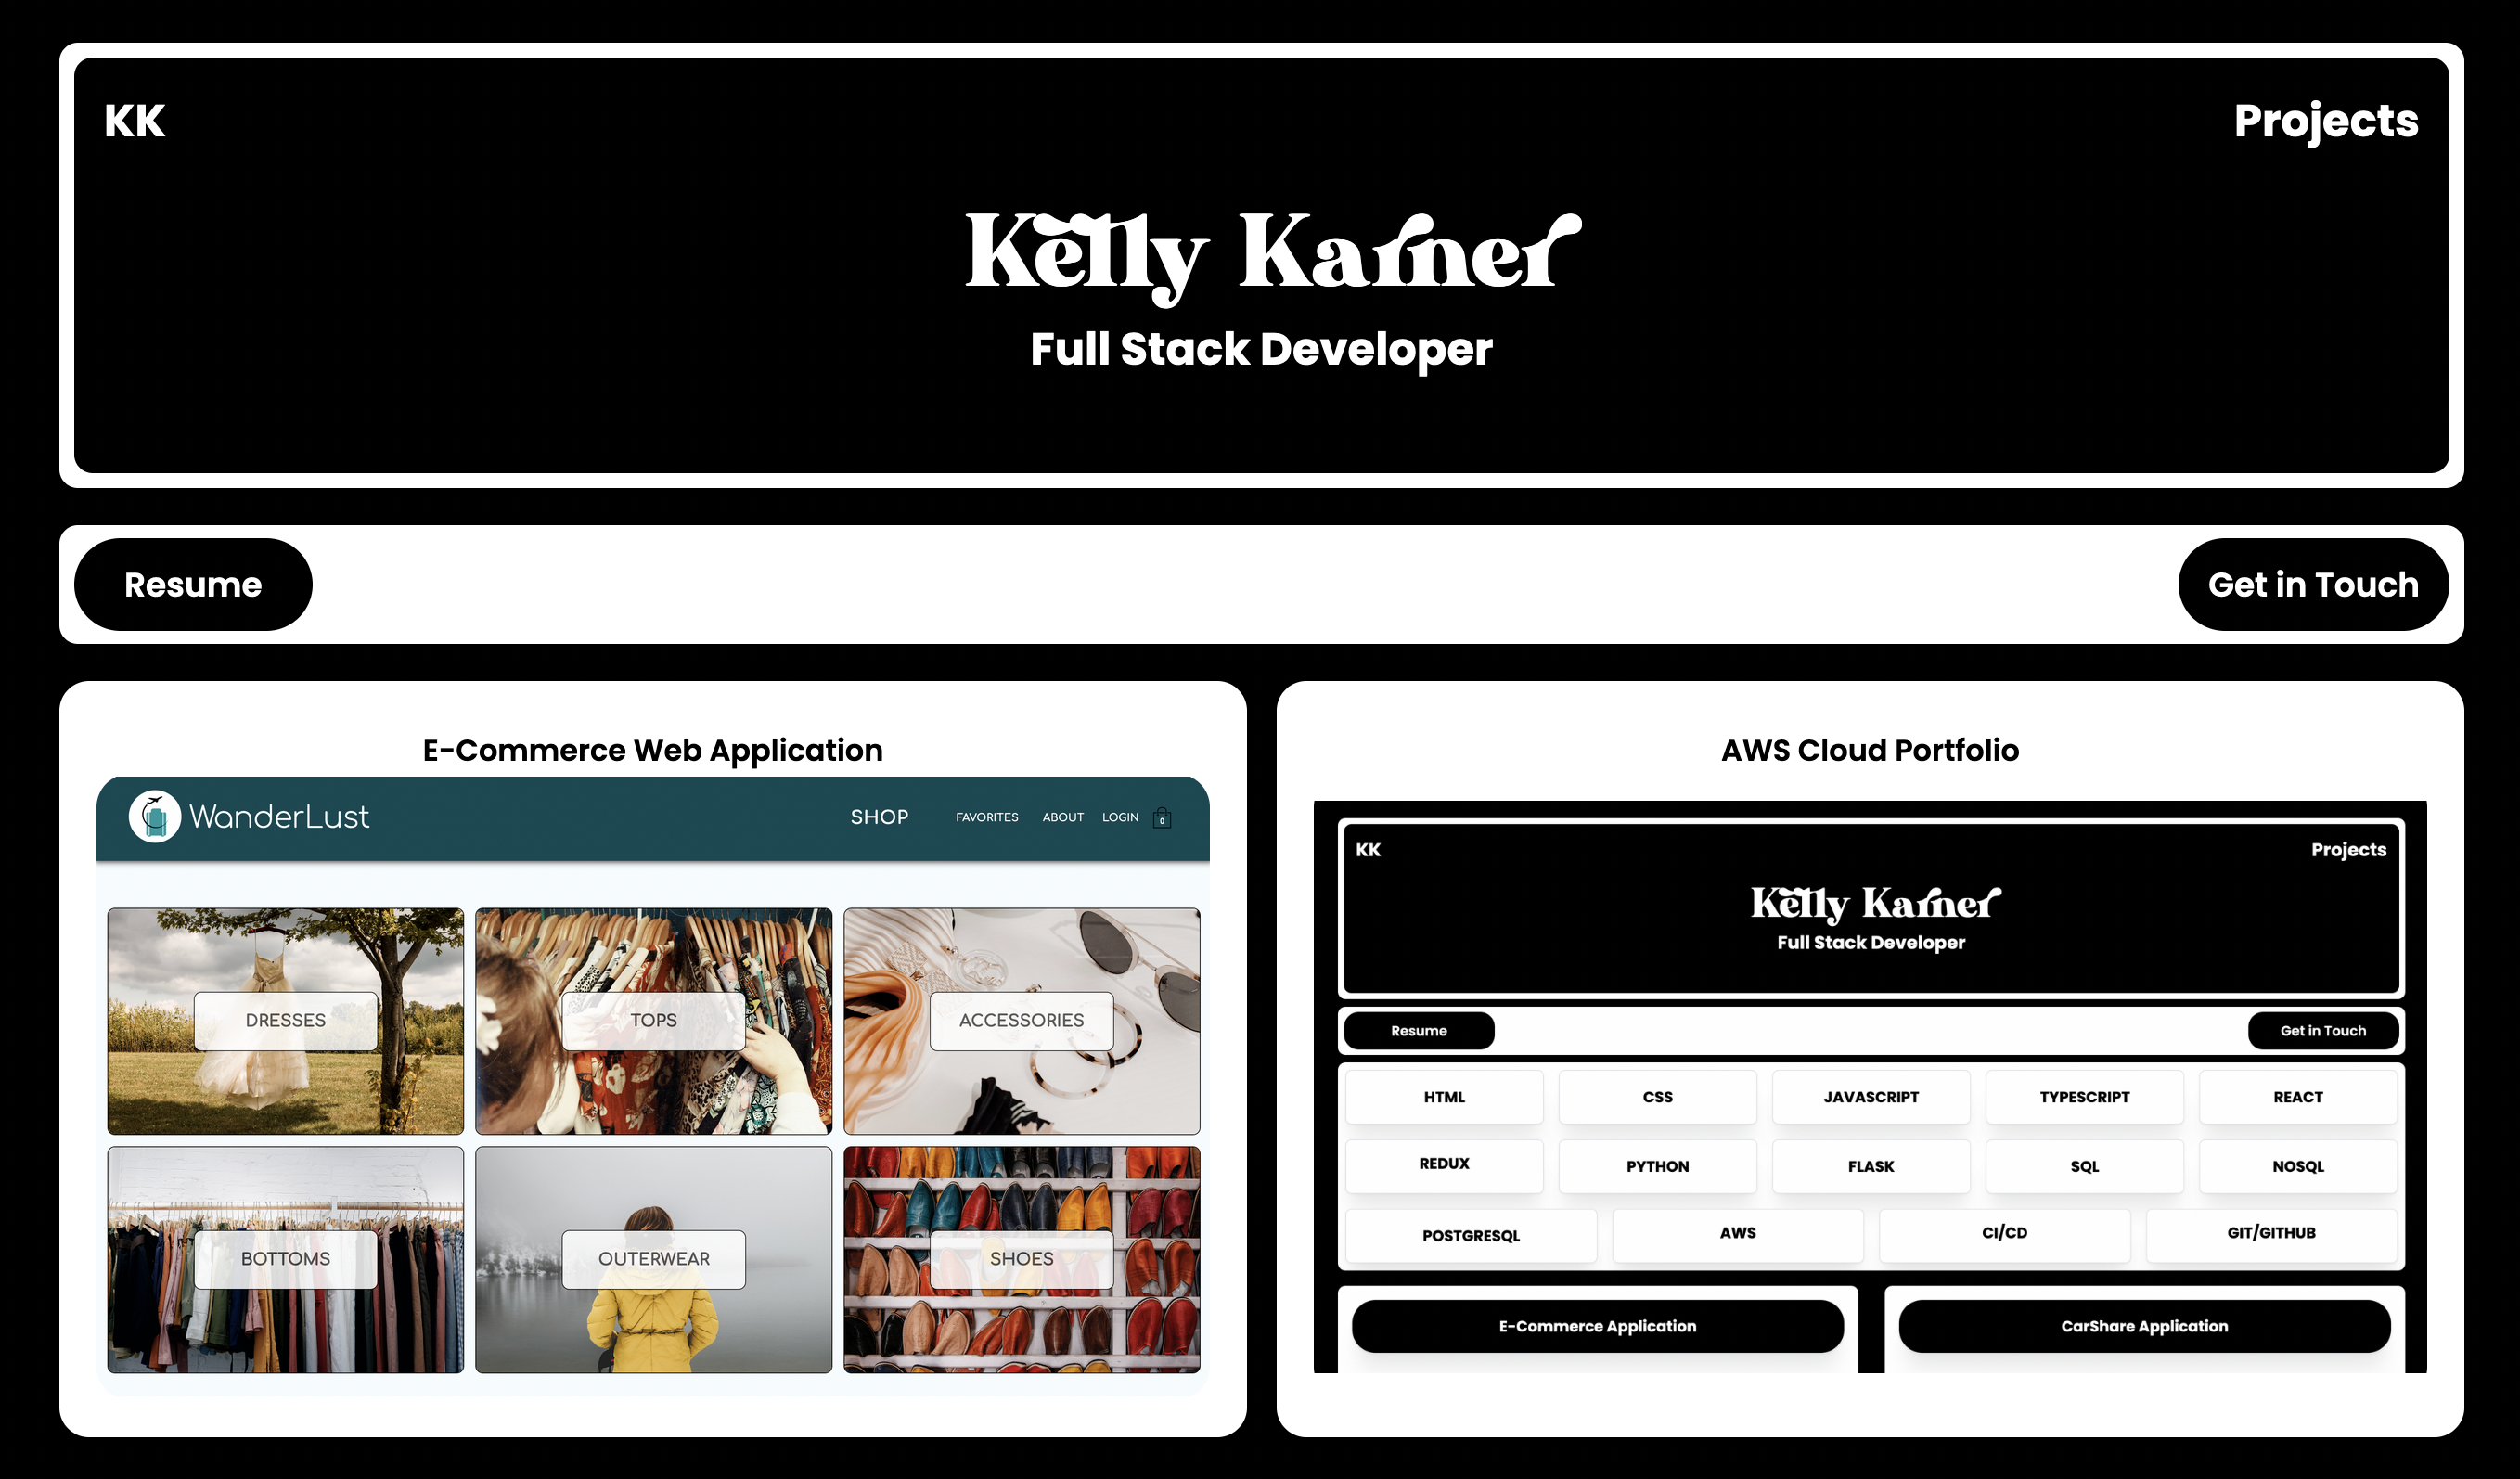 KK
Projects
Kelly Karner
Full Stack Developer
Resume
Get in Touch
E-Commerce Web Application
WanderLust
SHOP
FAVORITES
ABOUT
LOGIN
0
DRESSES
TOPS
ACCESSORIES
BOTTOMS
OUTERWEAR
SHOES
AWS Cloud Portfolio
KK
Projects
Kelly Karner
Full Stack Developer
Resume
Get in Touch
HTML
CSS
JAVASCRIPT
TYPESCRIPT
REACT
REDUX
PYTHON
FLASK
SQL
NOSQL
POSTGRESQL
AWS
CI/CD
GIT/GITHUB
E-Commerce Application
CarShare Application